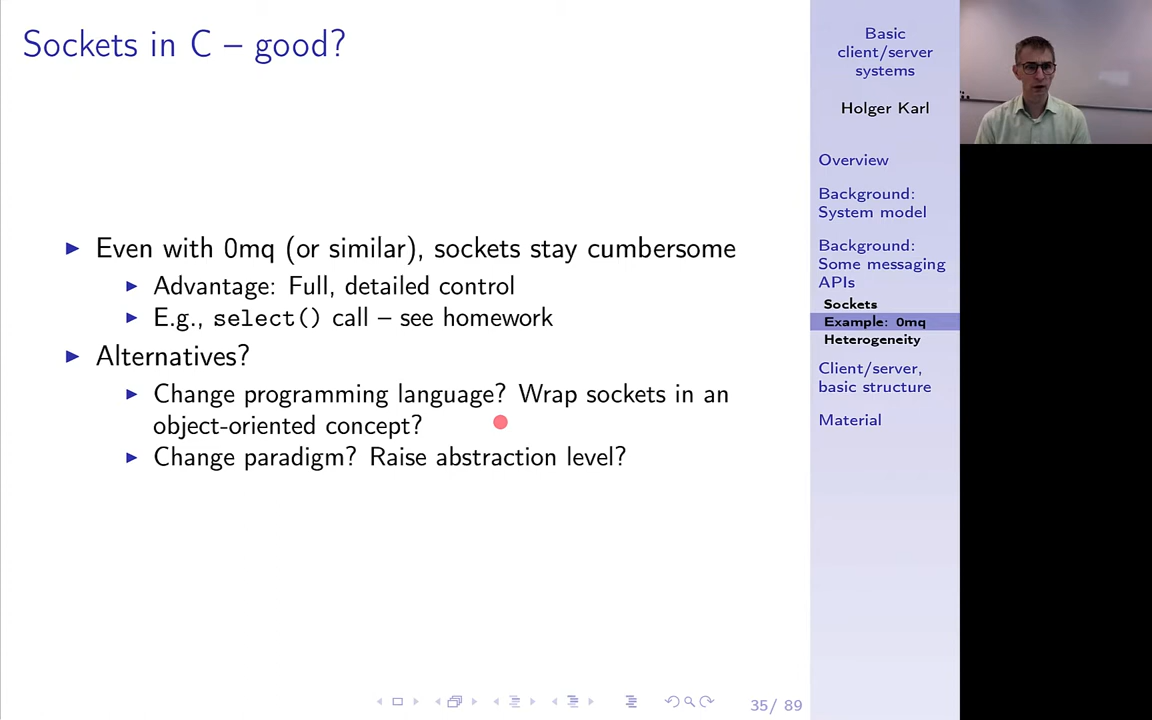 Sockets in C – good?
Even with 0mq (or similar), sockets stay cumbersome
Advantage: Full, detailed control
E.g., select() call – see homework
Alternatives?
Change programming language? Wrap sockets in an
object-oriented concept?
Change paradigm? Raise abstraction level?
Basic
client/server
systems
Holger Karl
Overview
Background:
System model
Background:
Some messaging
APIs
Sockets
Example: 0mq
Heterogeneity
Client/server,
basic structure
Material
35/ 89